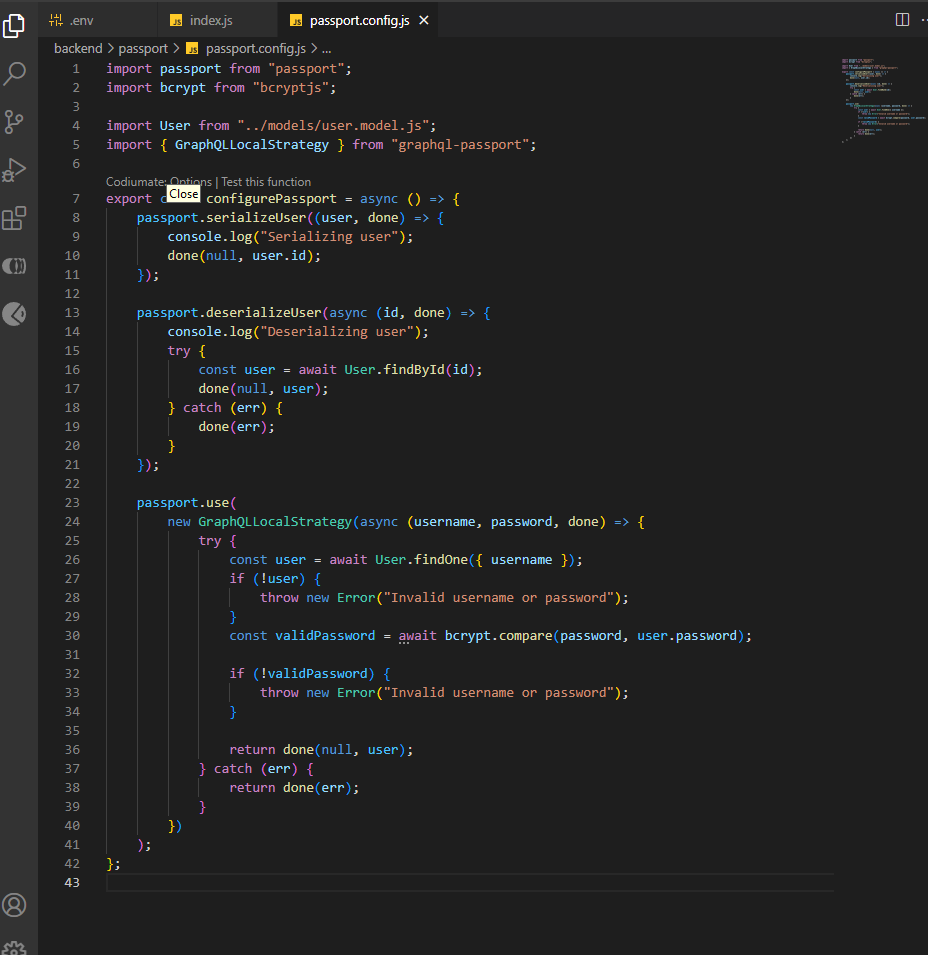 .env
JS index.js
JS passport.config.js
backend > passport > JS passport.config.js > ...
1 import passport from "passport";
2 import bcrypt from "bcryptjs";
3
4 import User from "../models/user.model.js";
5 import { GraphQLLocalStrategy } from "graphql-passport";
6
Codiumate: Options | Test this function
Close
7 export configurePassport = async () => {
8 passport.serializeUser((user, done) => {
9 console.log("Serializing user");
10 done(null, user.id);
11 });
12
13 passport.deserializeUser(async (id, done) => {
14 console.log("Deserializing user");
15 try {
16 const user = await User.findById(id);
17 done(null, user);
18 } catch (err) {
19 done(err);
20 }
21 });
22
23 passport.use(
24 new GraphQLLocalStrategy(async (username, password, done) => {
25 try {
26 const user = await User.findOne({ username });
27 if (!user) {
28 throw new Error("Invalid username or password");
29 }
30 const validPassword = await bcrypt.compare(password, user.password);
31
32 if (!validPassword) {
33 throw new Error("Invalid username or password");
34 }
35
36 return done(null, user);
37 } catch (err) {
38 return done(err);
39 }
40 })
41 );
42 };
43